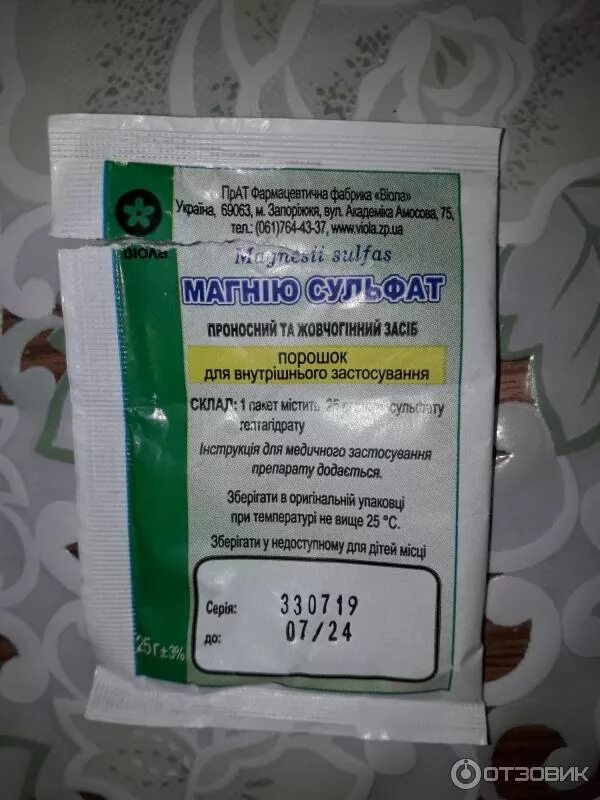 ПрАТ Фармацевтична фабрика «Віола»
Україна, 69063, м. Запоріжжя, вул. Академіка Амосова, 75,
тел.: (061)764-43-37, www.viola.zp.ua
ВІОЛА
Magnesii sulfas
МАГНІЮ СУЛЬФАТ
ПРОНОСНИЙ ТА ЖОВЧОГІННИЙ ЗАСІБ
порошок
для внутрішнього застосування
СКЛАД: 1 пакет містить 25 сульфату
гептагідрату
Інструкція для медичного застосування
препарату додається.
Зберігати в оригінальній упаковці
при температурі не вище 25 °C.
Зберігати у недоступному для дітей місці
Серія: 330719
до: 07/24
25 г ± 3%
ОТЗОВИК